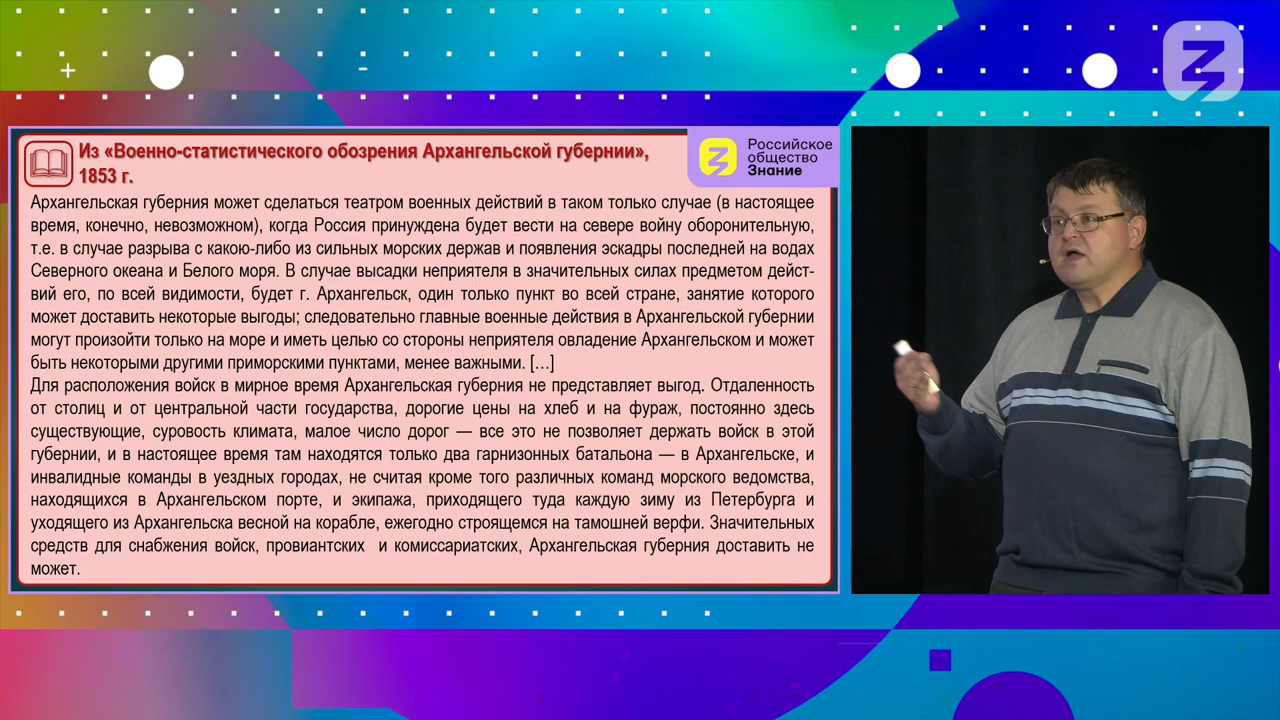 Из «Военно-статистического обозрения Архангельской губернии»,
1853 г.
Российское
общество
Знание
Архангельская губерния может сделаться театром военных действий в таком только случае (в настоящее
время, конечно, невозможном), когда Россия принуждена будет вести на севере войну оборонительную,
т.е. в случае разрыва с какою-либо из сильных морских держав и появления эскадры последней на водах
Северного океана и Белого моря. В случае высадки неприятеля в значительных силах предметом дейст-
вий его, по всей видимости, будет г. Архангельск, один только пункт во всей стране, занятие которого
может доставить некоторые выгоды; следовательно главные военные действия в Архангельской губернии
могут произойти только на море и иметь целью со стороны неприятеля овладение Архангельском и может
быть некоторыми другими приморскими пунктами, менее важными. […]
Для расположения войск в мирное время Архангельская губерния не представляет выгод. Отдаленность
от столиц и от центральной части государства, дорогие цены на хлеб и на фураж, постоянно здесь
существующие, суровость климата, малое число дорог — все это не позволяет держать войск в этой
губернии, и в настоящее время там находятся только два гарнизонных батальона — в Архангельске, и
инвалидные команды в уездных городах, не считая кроме того различных команд морского ведомства,
находящихся в Архангельском порте, и экипажа, приходящего туда каждую зиму из Петербурга и
уходящего из Архангельска весной на корабле, ежегодно строящемся на тамошней верфи. Значительных
средств для снабжения войск, провиантских и комиссариатских, Архангельская губерния доставить не
может.